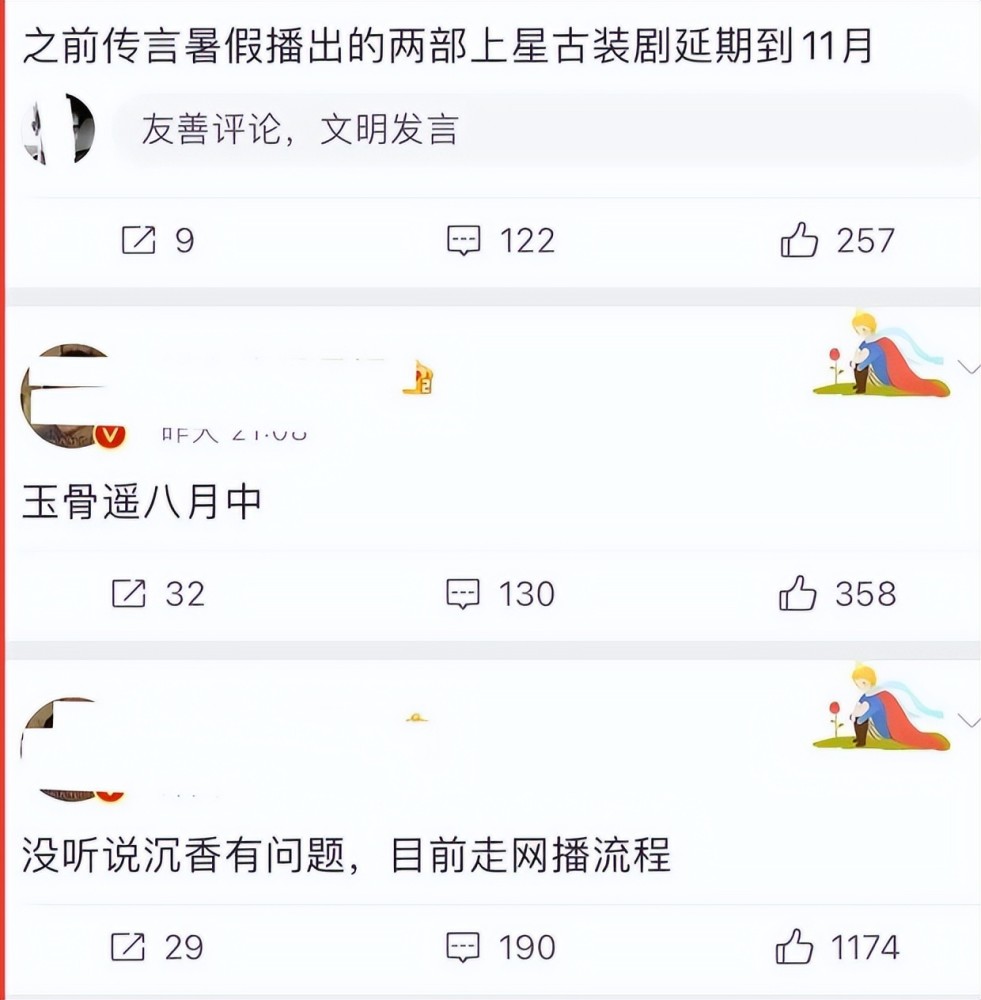 之前传言暑假播出的两部上星古装剧延期到11月
友善评论，文明发言
9 122 257
玉骨遥八月中
32 130 358
没听说沉香有问题，目前走网播流程
29 190 1174